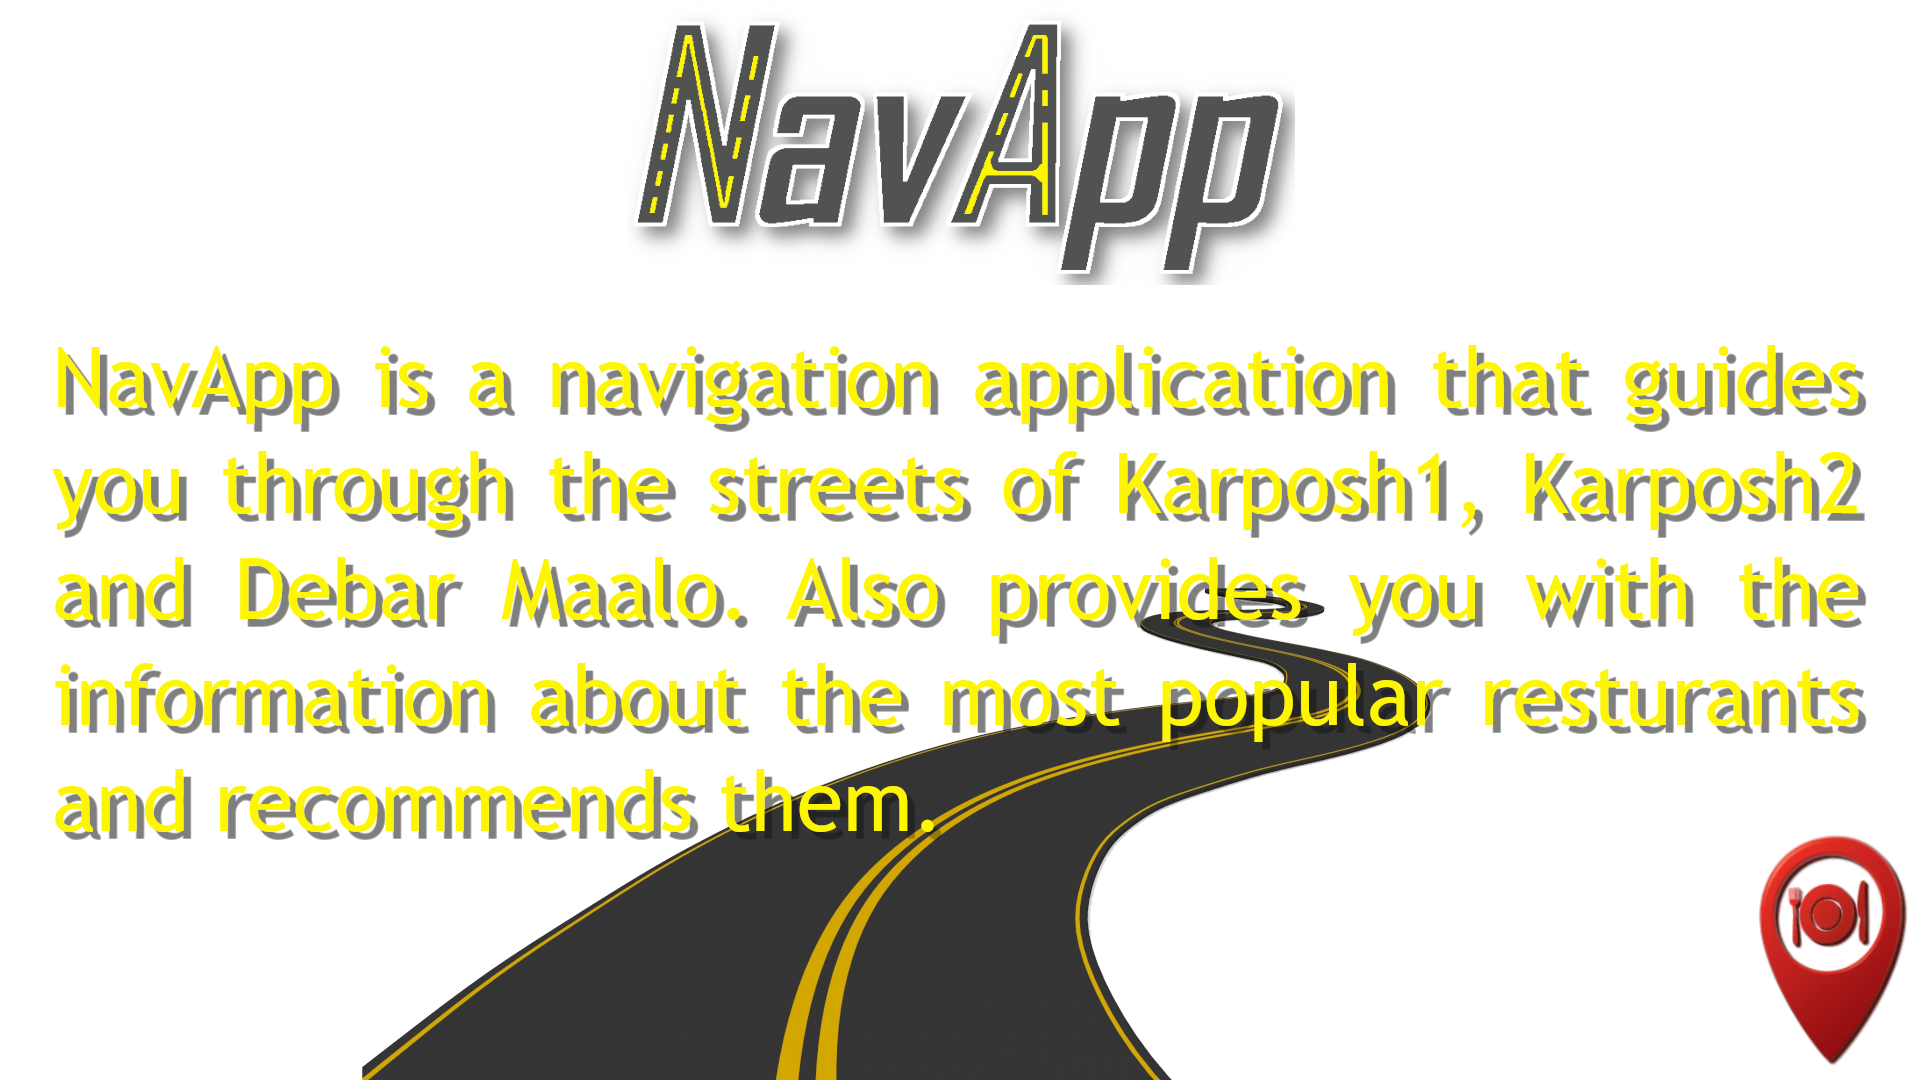 NavApp
NavApp is a navigation application that guides
you through the streets of Karposh1, Karposh2
and Debar Maalo. Also provides you with the
information about the most popular resturants
and recommends them.